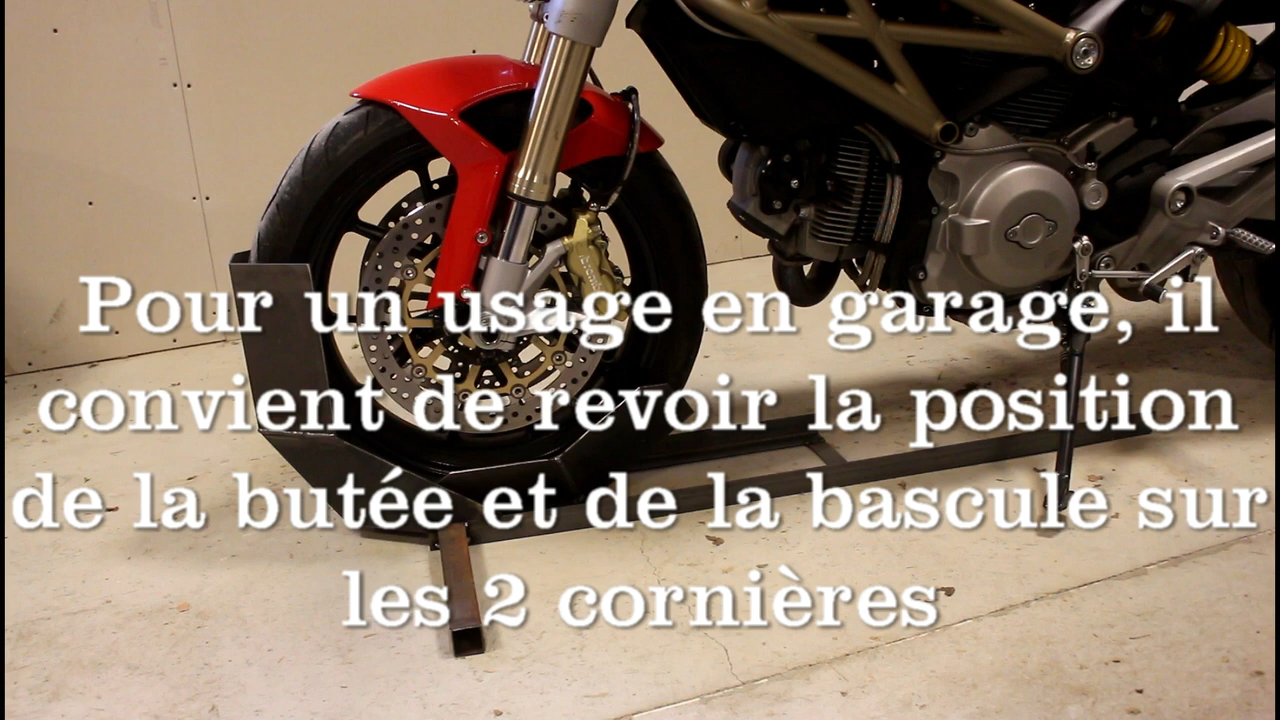 Pour un usage en garage, il
convient de revoir la position
de la butée et de la bascule sur
les 2 cornières